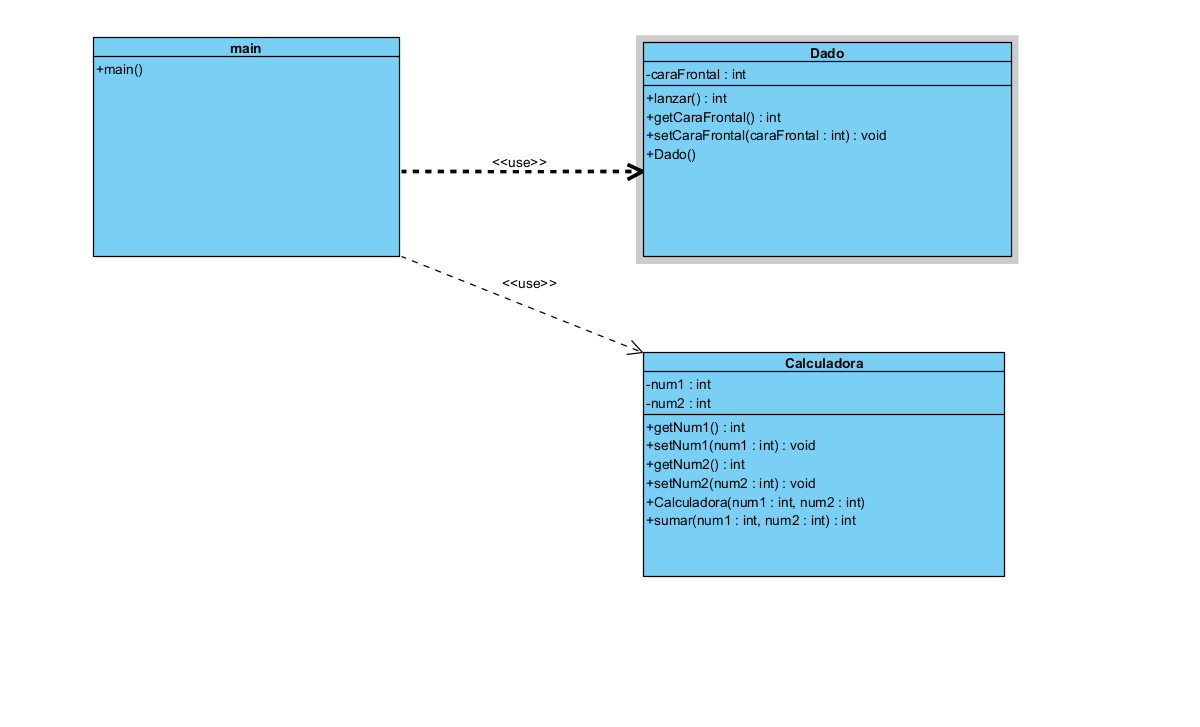 main
+main()
<<use>>
Dado
-caraFrontal : int
+lanzar() : int
+getCaraFrontal() : int
+setCaraFrontal(caraFrontal : int) : void
+Dado()
<<use>>
Calculadora
-num1 : int
-num2 : int
+getNum1() : int
+setNum1(num1 : int) : void
+getNum2() : int
+setNum2(num2 : int) : void
+Calculadora(num1 : int, num2 : int)
+sumar(num1 : int, num2 : int) : int